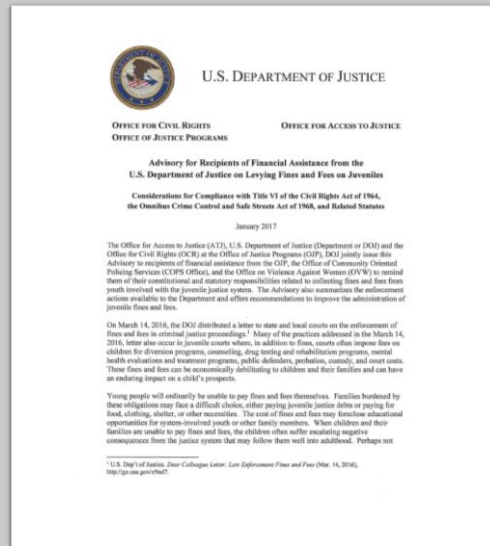 U.S. DEPARTMENT OF JUSTICE
OFFICE FOR CIVIL RIGHTS
OFFICE FOR ACCESS TO JUSTICE
OFFICE OF JUSTICE PROGRAMS
Advisory for Recipients of Financial Assistance from the
U.S. Department of Justice on Levying Fines and Fees on Juveniles
Considerations for Compliance with Title VI of the Civil Rights Act of 1964,
the Omnibus Crime Control and Safe Streets Act of 1968, and Related Statutes
January 2017
The Office for Access to Justice (ATJ), U.S. Department of Justice (Department or DOJ) and the
Office for Civil Rights (OCR) at the Office of Justice Programs (OJP), DOJ jointly issue this
Advisory to recipients of financial assistance from the OJP, the Office of Community Oriented
Policing Services (COPS Office), and the Office on Violence Against Women (OVW) to remind
them of their constitutional and statutory responsibilities related to collecting fines and fees from
youth involved with the juvenile justice system. The Advisory also summarizes the enforcement
actions available to the Department and offers recommendations to improve the administration of
juvenile fines and fees.
On March 14, 2016, the DOJ distributed a letter to state and local courts on the enforcement of
fines and fees in criminal justice proceedings.¹ Many of the practices addressed in the March 14,
2016, letter also occur in juvenile courts where, in addition to fines, courts often impose fees on
children for diversion programs, counseling, drug testing and rehabilitation programs, mental
health evaluations and treatment programs, public defenders, probation, custody, and court costs.
These fines and fees can be economically debilitating to children and their families and can have
an enduring impact on a child's prospects.
Young people will ordinarily be unable to pay fines and fees themselves. Families burdened by
these obligations may face a difficult choice, either paying juvenile justice debts or paying for
food, clothing, shelter, or other necessities. The cost of fines and fees may foreclose educational
opportunities for system-involved youth or other family members. When children and their
families are unable to pay fines and fees, the children often suffer escalating negative
consequences from the justice system that may follow them well into adulthood. Perhaps not
¹ U.S. Dep't of Justice, Dear Colleague Letter: Law Enforcement Fines and Fees (Mar. 14, 2016),